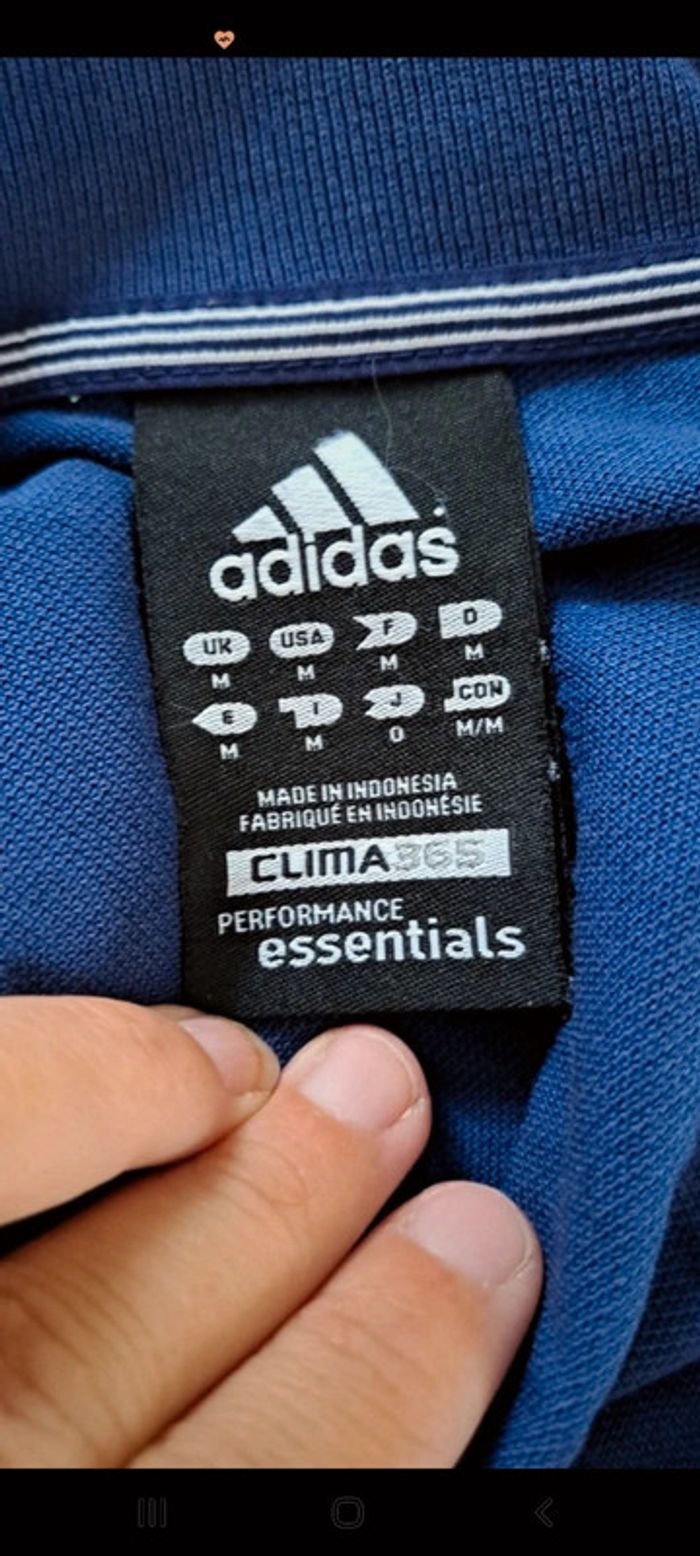 adidas
UK USA F D
M M M M
E I J CON
M M O M/M
MADE IN INDONESIA
FABRIQUÉ EN INDONÉSIE
CLIMA365
PERFORMANCE
essentials